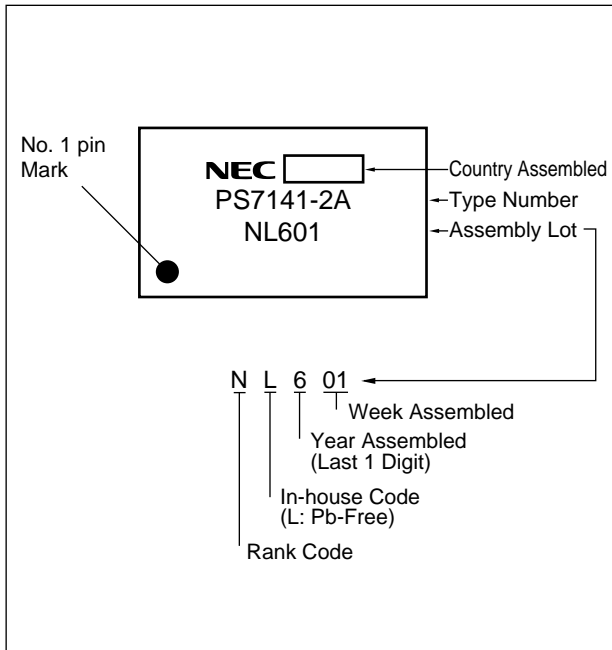 No. 1 pin
Mark
NEC
Country Assembled
PS7141-2A
Type Number
NL601
Assembly Lot
N L 6 01
Week Assembled
Year Assembled
(Last 1 Digit)
In-house Code
(L: Pb-Free)
Rank Code